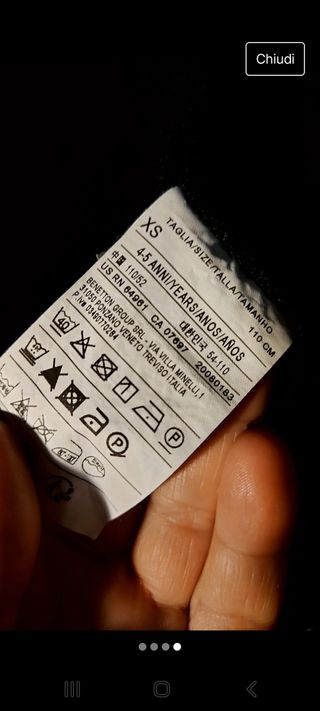 Chiudi
TAGLIA/SIZE/TALLA/TAMANHO
XS 110 CM
4-5 ANNI/YEARS/ANOS/AÑOS
中国 110/52 대한민국 54-110
US RN 64961 CA 07697 20080183
BENETTON GROUP SRL - VIA VILLA MINELLI, 1
31050 PONZANO VENETO TREVISO ITALIA